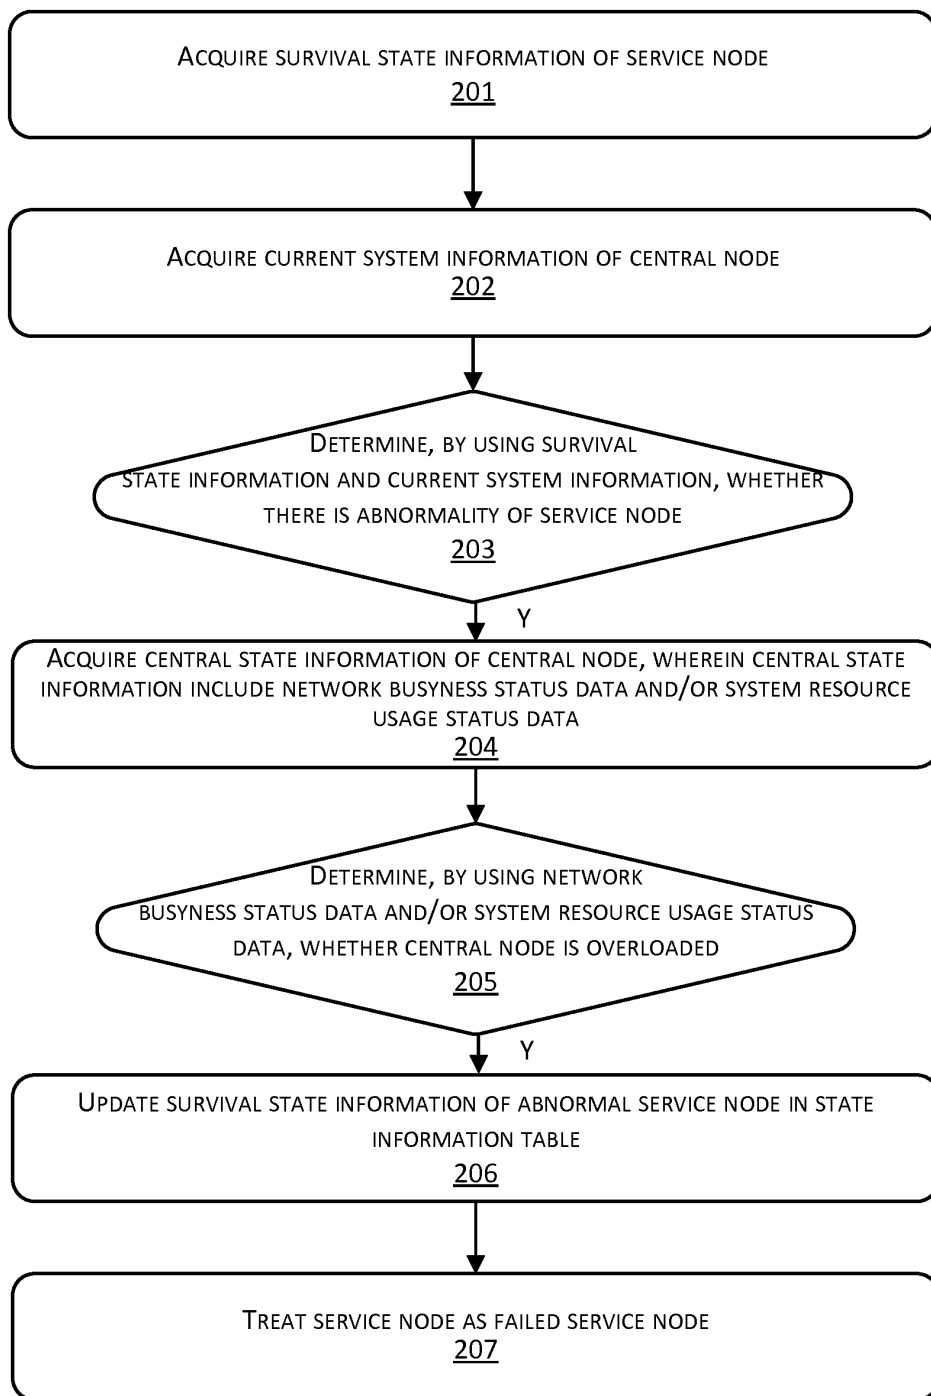 ACQUIRE SURVIVAL STATE INFORMATION OF SERVICE NODE
201
ACQUIRE CURRENT SYSTEM INFORMATION OF CENTRAL NODE
202
DETERMINE, BY USING SURVIVAL
STATE INFORMATION AND CURRENT SYSTEM INFORMATION, WHETHER
THERE IS ABNORMALITY OF SERVICE NODE
203
Y
ACQUIRE CENTRAL STATE INFORMATION OF CENTRAL NODE, WHEREIN CENTRAL STATE
INFORMATION INCLUDE NETWORK BUSYNESS STATUS DATA AND/OR SYSTEM RESOURCE
USAGE STATUS DATA
204
DETERMINE, BY USING NETWORK
BUSYNESS STATUS DATA AND/OR SYSTEM RESOURCE USAGE STATUS
DATA, WHETHER CENTRAL NODE IS OVERLOADED
205
Y
UPDATE SURVIVAL STATE INFORMATION OF ABNORMAL SERVICE NODE IN STATE
INFORMATION TABLE
206
TREAT SERVICE NODE AS FAILED SERVICE NODE
207